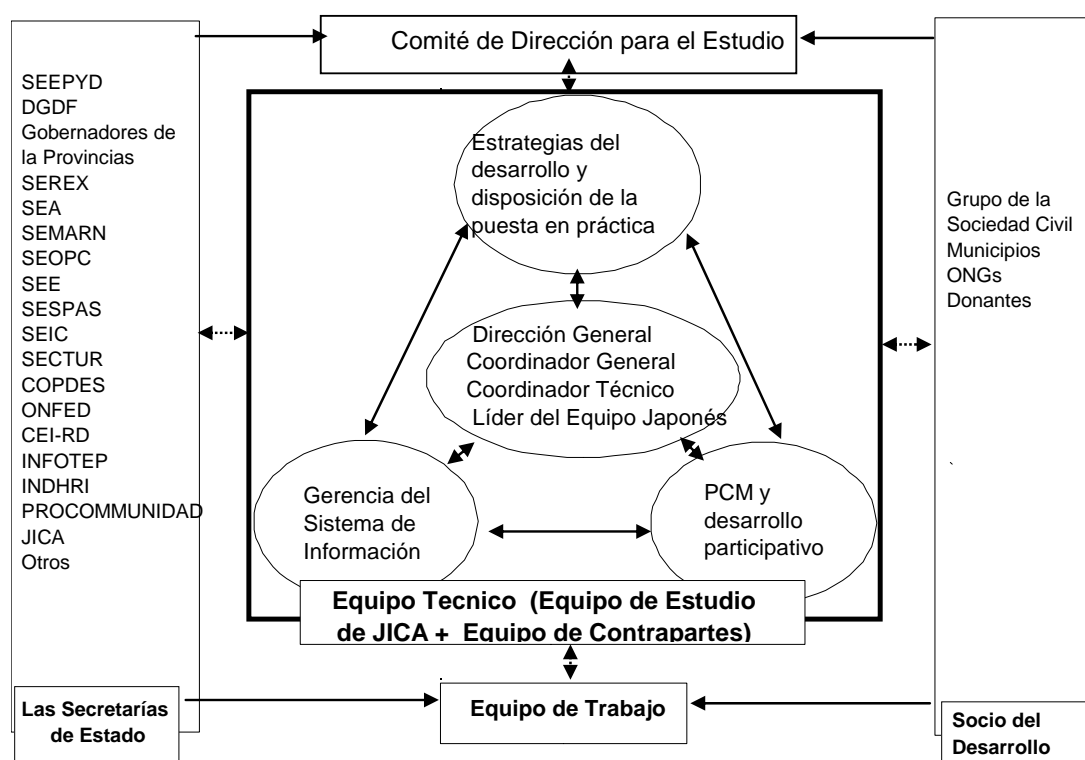 Comité de Dirección para el Estudio
SEEPYD
DGDF
Gobernadores de
la Provincias
SEREX
SEA
SEMARN
SEOPC
SEE
SESPAS
SEIC
SECTUR
COPDES
ONFED
CEI-RD
INFOTEP
INDHRI
PROCOMMUNIDAD
JICA
Otros
Las Secretarías
de Estado
Estrategias del
desarrollo y
disposición de la
puesta en práctica
Dirección General
Coordinador General
Coordinador Técnico
Líder del Equipo Japonés
Gerencia del
Sistema de
Información
PCM y
desarrollo
participativo
Equipo Tecnico (Equipo de Estudio
de JICA + Equipo de Contrapartes)
Equipo de Trabajo
Grupo de la
Sociedad Civil
Municipios
ONGs
Donantes
Socio del
Desarrollo